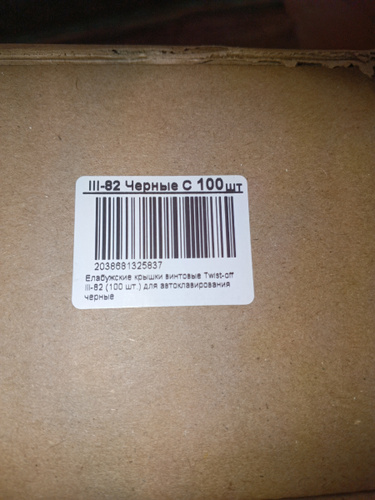 III-82 Черные С 100шт
2038681325837
Елабужские крышки винтовые Twist-off
III-82 (100 шт.) для автоклавирования
черные